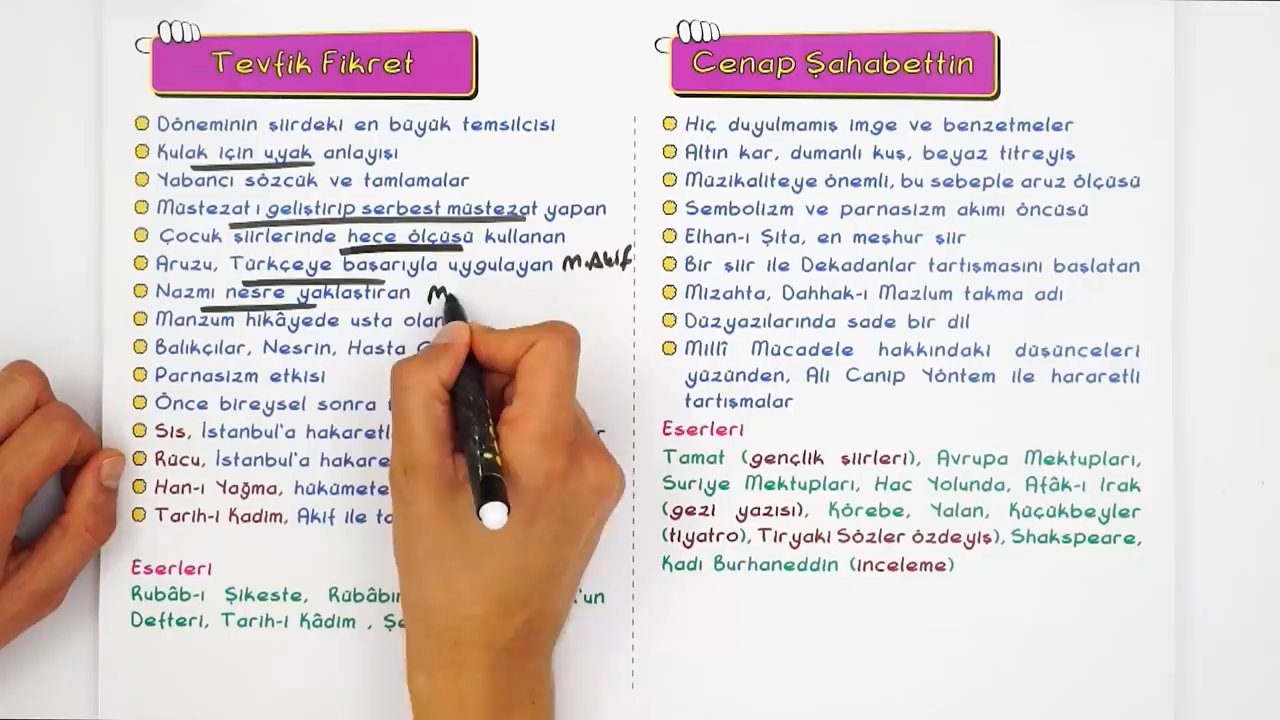 Tevfik Fikret
Döneminin şiirdeki en büyük temsilcisi
Kulak için uyak anlayışı
Yabancı sözcük ve tamlamalar
Müstezat ı geliştirip serbest müstezat yapan
Çocuk şiirlerinde hece ölçüsü kullanan
Aruzu, Türkçeye başarıyla uygulayan M.Akif
Nazmı nesre yaklaştıran M
Manzum hikâyede usta olan
Balıkçılar, Nesrin, Hasta
Parnasizm etkisi
Önce bireysel sonra
Sis, İstanbul'a
Rücu, İstanbul'a
Han-ı Yağma, hükümete
Tarih-i Kadim, Akif ile
Eserleri
Rubâb-ı Şikeste, 'un
Defteri, Tarih-i Kâdim ,
Cenap Şahabettin
Hiç duyulmamış imge ve benzetmeler
Altın kar, dumanlı kuş, beyaz titreyiş
Müzikaliteye önemli, bu sebeple aruz ölçüsü
Sembolizm ve parnasizm akımı öncüsü
Elhan-ı Şita, en meşhur şiir
Bir şiir ile Dekadanlar tartışmasını başlatan
Mizahta, Dahhak-ı Mazlum takma adı
Düzyazılarında sade bir dil
Millî Mücadele hakkındaki düşünceleri
yüzünden, Ali Canip Yöntem ile hararetli
tartışmalar
Eserleri
Tamat (gençlik şiirleri), Avrupa Mektupları,
Suriye Mektupları, Hac Yolunda, Afâk-ı Irak
(gezi yazısı), Körebe, Yalan, Küçükbeyler
(tiyatro), Tiryaki Sözler özdeyiş), Shakspeare,
Kadı Burhaneddin (inceleme)